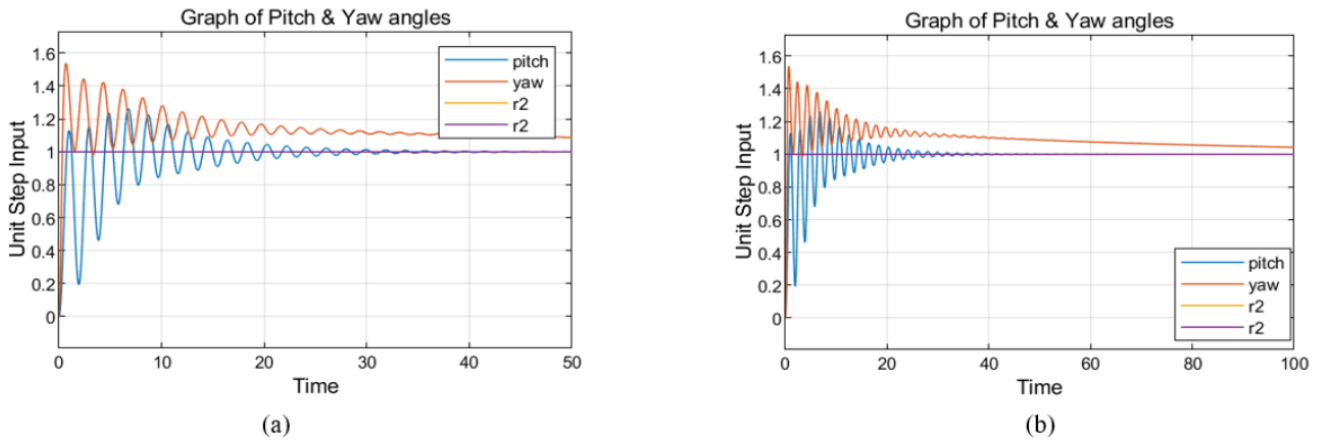 Graph of Pitch & Yaw angles
1.6
1.4
1.2
1
0.8
0.6
0.4
0.2
0
Unit Step Input
pitch
yaw
r2
r2
0 10 20 30 40 50
Time
(a)
Graph of Pitch & Yaw angles
1.6
1.4
1.2
1
0.8
0.6
0.4
0.2
0
Unit Step Input
pitch
yaw
r2
r2
0 20 40 60 80 100
Time
(b)